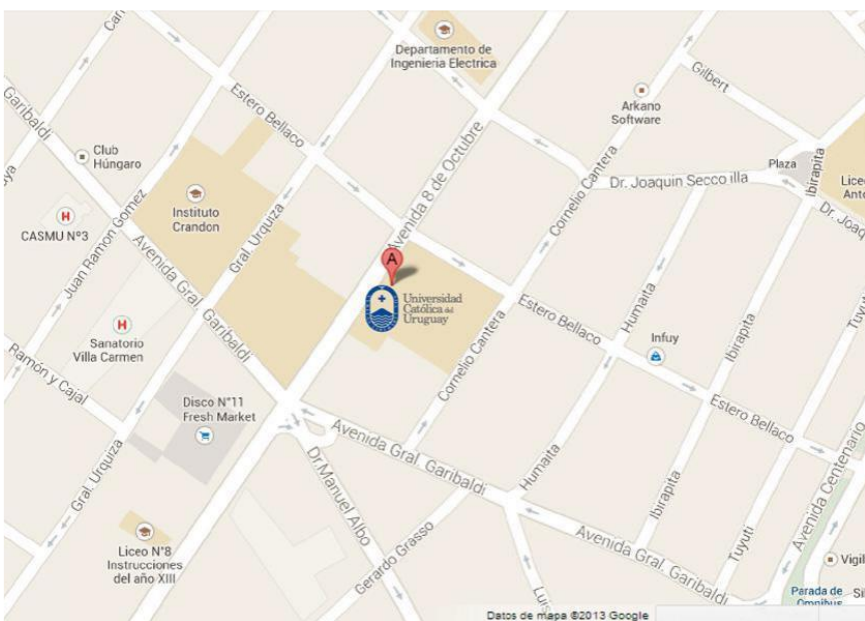 Departamento de
Ingenieria Electrica
Gilbert
Garibaldi
Estero Bellaco
Arkano
Software
Club
Húngaro
Plaza
Instituto
Crandon
Gral. Urquiza
Avenida 8 de Octubre
Cornelio Cantera
Ibirapita
CASMU N°3
Juan Ramon Gomez
Avenida Gral. Garibaldi
A
Universidad
Católica del
Uruguay
Estero Bellaco
Humaita
Ibirapita
Infuy
Sanatorio
Villa Carmen
Cornelio Cantera
Ramón y Cajal
Disco N°11
Fresh Market
Estero Bellaco
Avenida Gral. Garibaldi
Humaita
Avenida Centenario
Gral. Urquiza
Dr Manuel Albo
Ibirapita
Liceo N°8
Instrucciones
del año XIII
Gerardo Grasso
Avenida Gral. Garibaldi
Tuyuti
Parada de
Omnibus
Datos de mapa ©2013 Google